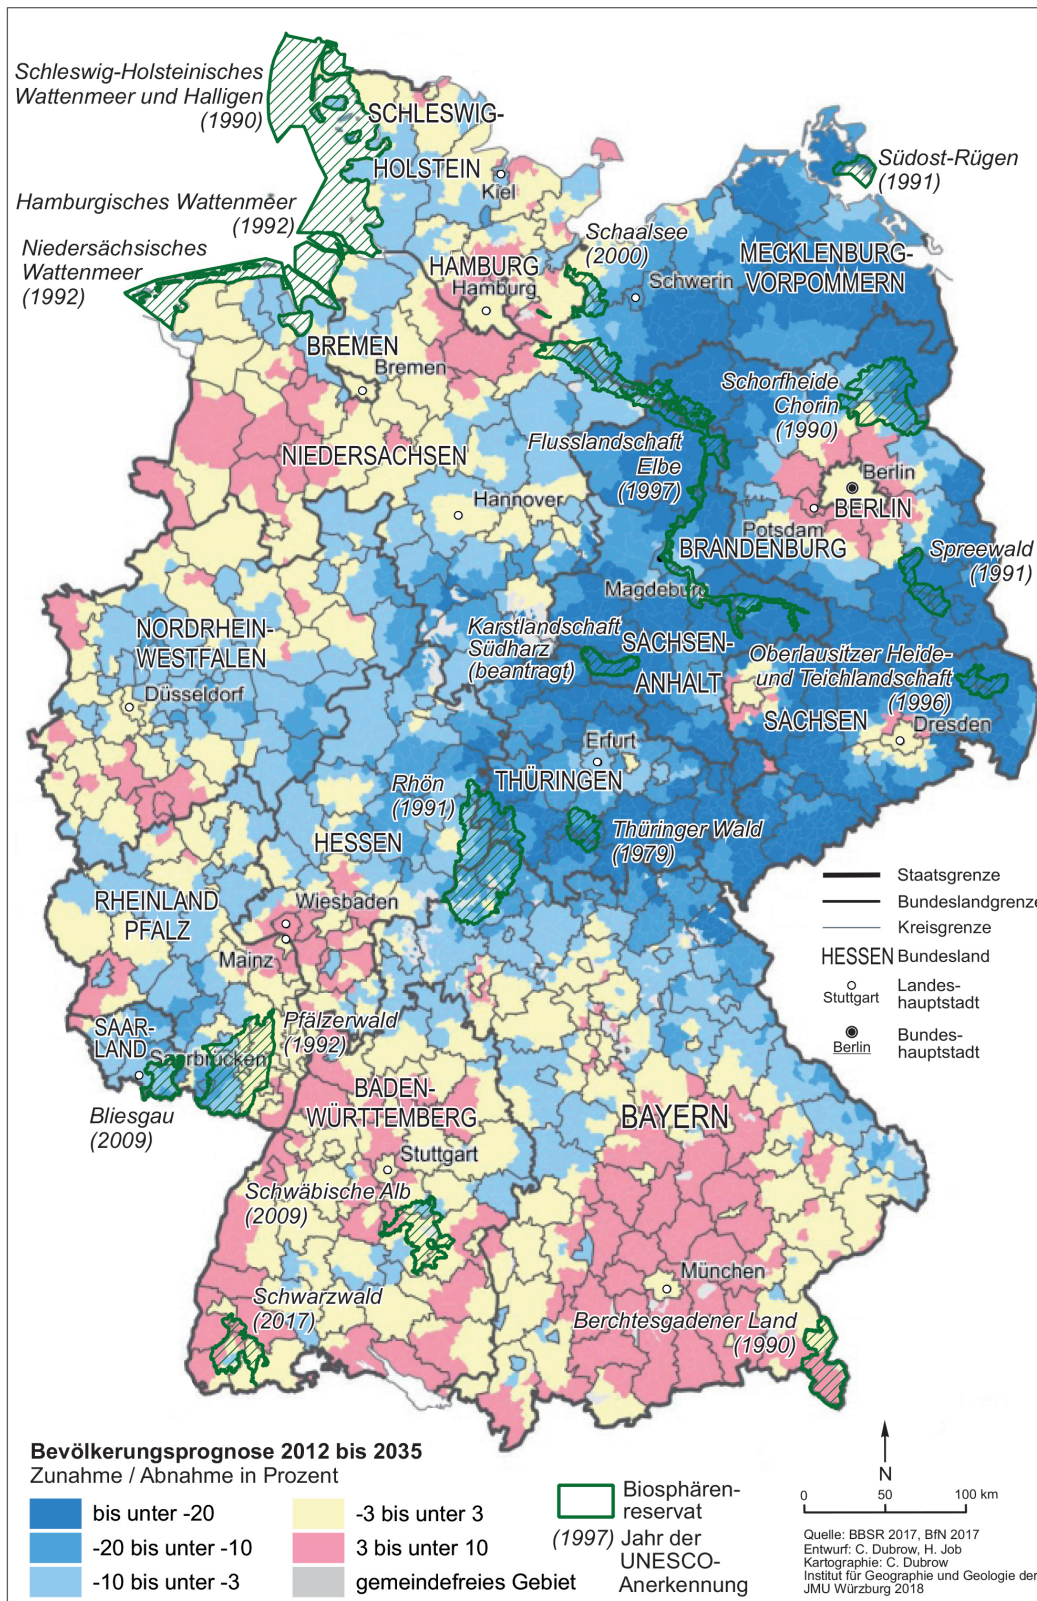 Schleswig-Holsteinisches
Wattenmeer und Halligen
(1990)
SCHLESWIG-
HOLSTEIN
Kiel
Südost-Rügen
(1991)
Hamburgisches Wattenmeer
(1992)
Niedersächsisches
Wattenmeer
(1992)
Schaalsee
(2000)
MECKLENBURG-
VORPOMMERN
HAMBURG
Hamburg
Schwerin
BREMEN
Bremen
Schorfheide
Chorin
(1990)
NIEDERSACHSEN
Flusslandschaft
Elbe
(1997)
Berlin
BERLIN
Hannover
Potsdam
BRANDENBURG
Spreewald
(1991)
Magdeburg
NORDRHEIN-
WESTFALEN
Karstlandschaft
Südharz
(beantragt)
SACHSEN-
ANHALT
Oberlausitzer Heide-
und Teichlandschaft
(1996)
Düsseldorf
SACHSEN
Dresden
Erfurt
THÜRINGEN
Rhön
(1991)
Thüringer Wald
(1979)
HESSEN
RHEINLAND
PFALZ
Wiesbaden
Mainz
Staatsgrenze
Bundeslandgrenze
Kreisgrenze
HESSEN Bundesland
Stuttgart
Landes-
hauptstadt
Berlin
Bundes-
hauptstadt
SAAR-
LAND
Saarbrücken
Pfälzerwald
(1992)
Bliesgau
(2009)
BADEN-
WÜRTTEMBERG
BAYERN
Stuttgart
Schwäbische Alb
(2009)
München
Schwarzwald
(2017)
Berchtesgadener Land
(1990)
Bevölkerungsprognose 2012 bis 2035
Zunahme / Abnahme in Prozent
bis unter -20
-20 bis unter -10
-10 bis unter -3
-3 bis unter 3
3 bis unter 10
gemeindefreies Gebiet
Biosphären-
reservat
(1997) Jahr der
UNESCO-
Anerkennung
N
0 50 100 km
Quelle: BBSR 2017, BfN 2017
Entwurf: C. Dubrow, H. Job
Kartographie: C. Dubrow
Institut für Geographie und Geologie der
JMU Würzburg 2018